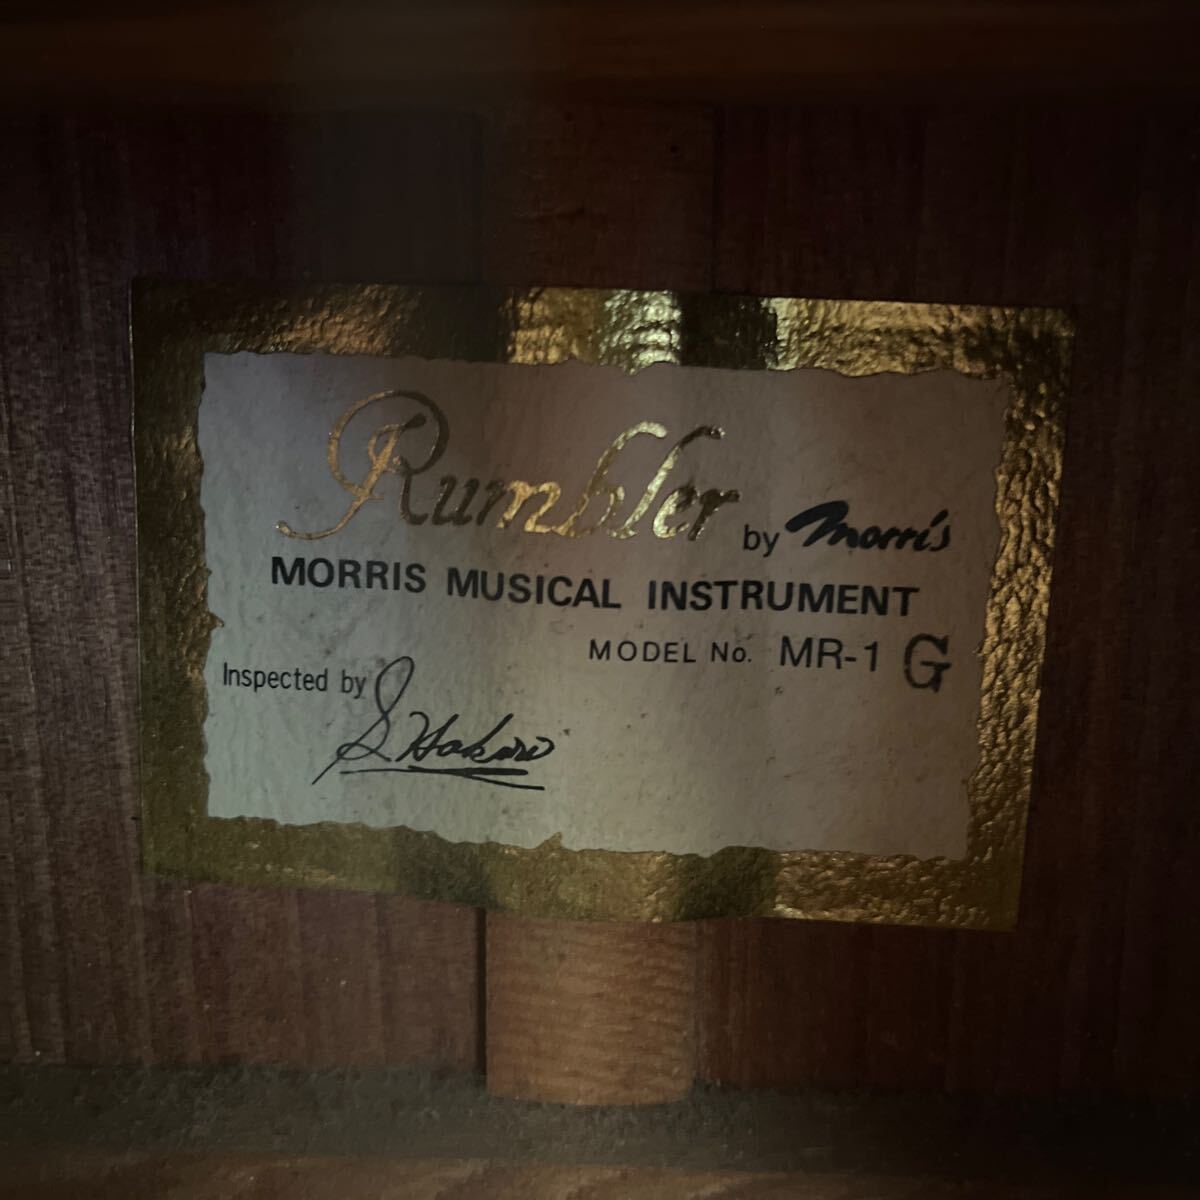 Rumbler by Morris
MORRIS MUSICAL INSTRUMENT
MODEL No. MR-1 G
Inspected by